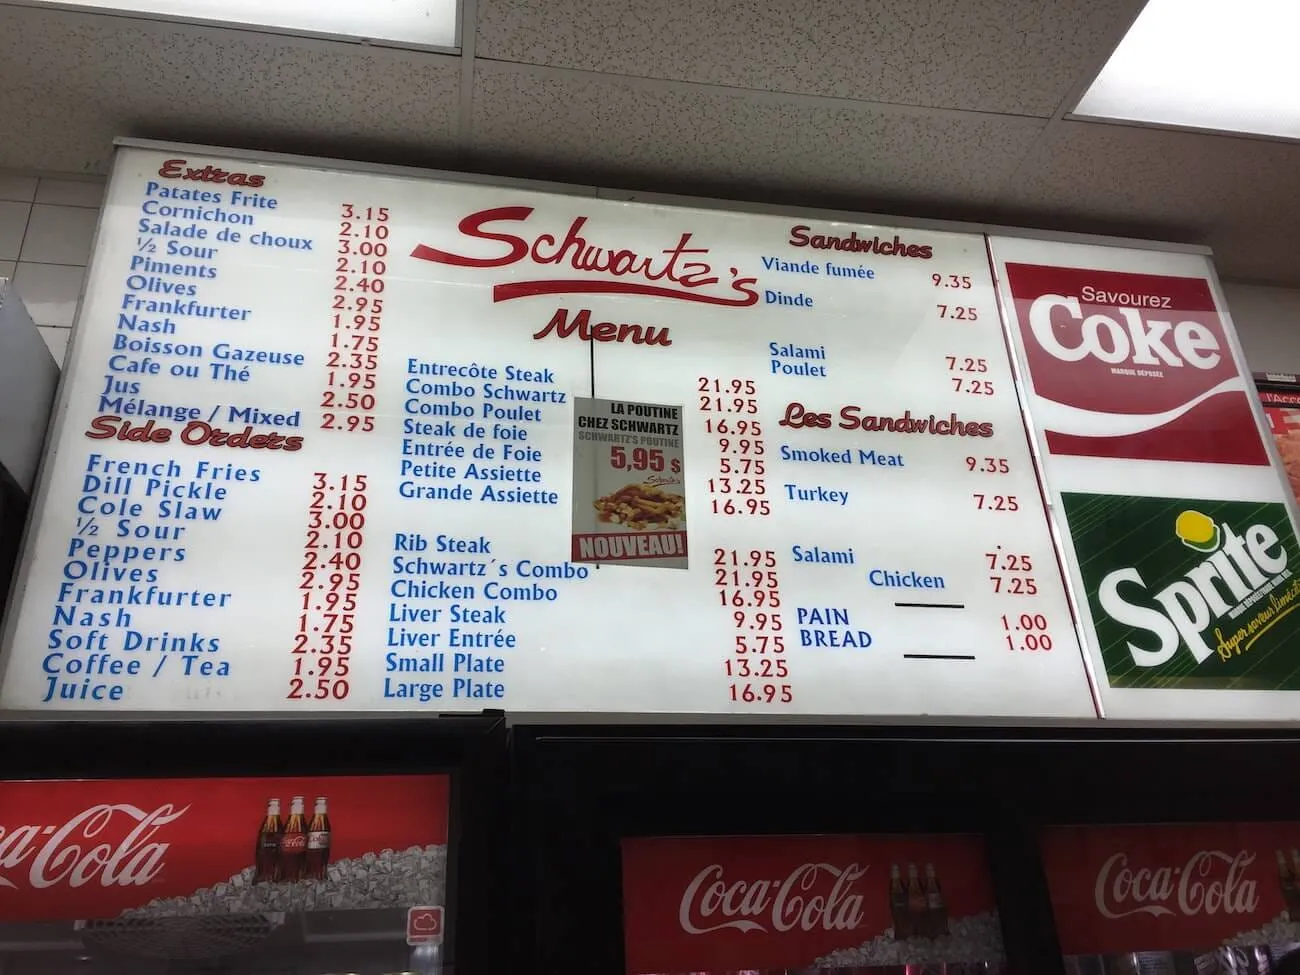 Extras
Patates Frite 3.15
Cornichon 2.10
Salade de choux 3.00
½ Sour 2.10
Piments 2.40
Olives 2.95
Frankfurter 1.95
Nash 1.75
Boisson Gazeuse 2.35
Cafe ou Thé 1.95
Jus 2.50
Mélange / Mixed 2.95
Side Orders
French Fries 3.15
Dill Pickle 2.10
Cole Slaw 3.00
½ Sour 2.10
Peppers 2.40
Olives 2.95
Frankfurter 1.95
Nash 1.75
Soft Drinks 2.35
Coffee / Tea 1.95
Juice 2.50
Schwartz's
Menu
Entrecôte Steak 21.95
Combo Schwartz 21.95
Combo Poulet 16.95
Steak de foie 9.95
Entrée de Foie 5.75
Petite Assiette 13.25
Grande Assiette 16.95
LA POUTINE
CHEZ SCHWARTZ
SCHWARTZ'S POUTINE
5,95 $
Schwartz's
NOUVEAU!
Rib Steak 21.95
Schwartz´s Combo 21.95
Chicken Combo 16.95
Liver Steak 9.95
Liver Entrée 5.75
Small Plate 13.25
Large Plate 16.95
Sandwiches
Viande fumée 9.35
Dinde 7.25
Salami 7.25
Poulet 7.25
Les Sandwiches
Smoked Meat 9.35
Turkey 7.25
Salami 7.25
Chicken 7.25
PAIN 1.00
BREAD 1.00
Savourez
Coke
MARQUE DÉPOSÉE
Sprite
Super saveur
Coca-Cola
Coca-Cola
Coca-Cola